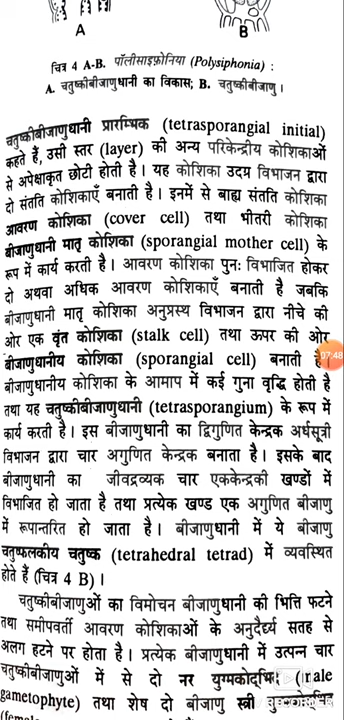 A
B
चित्र 4 A-B. पॉलीसाइफ़ोनिया (Polysiphonia) :
A. चतुष्कीबीजाणुधानी का विकास; B. चतुष्कीबीजाणु।
चतुष्कीबीजाणुधानी प्रारम्भिक (tetrasporangial initial)
कहते हैं, उसी स्तर (layer) की अन्य परिकेन्द्रीय कोशिकाओं
से अपेक्षाकृत छोटी होती है। यह कोशिका उदग्र विभाजन द्वारा
दो संतति कोशिकाएँ बनाती है। इनमें से बाह्य संतति कोशिका
आवरण कोशिका (cover cell) तथा भीतरी कोशिका
बीजाणुधानी मातृ कोशिका (sporangial mother cell) के
रूप में कार्य करती है। आवरण कोशिका पुनः विभाजित होकर
दो अथवा अधिक आवरण कोशिकाएँ बनाती है जबकि
बीजाणुधानी मातृ कोशिका अनुप्रस्थ विभाजन द्वारा नीचे की
ओर एक वृंत कोशिका (stalk cell) तथा ऊपर की ओर
बीजाणुधानीय कोशिका (sporangial cell) बनाती है।
07:48
बीजाणुधानीय कोशिका के आमाप में कई गुना वृद्धि होती है
तथा यह चतुष्कीबीजाणुधानी (tetrasporangium) के रूप में
कार्य करती है। इस बीजाणुधानी का द्विगुणित केन्द्रक अर्धसूत्री
विभाजन द्वारा चार अगुणित केन्द्रक बनाता है। इसके बाद
बीजाणुधानी का जीवद्रव्यक चार एककेन्द्रकी खण्डों में
विभाजित हो जाता है तथा प्रत्येक खण्ड एक अगुणित बीजाणु
में रूपान्तरित हो जाता है। बीजाणुधानी में ये बीजाणु
चतुष्फलकीय चतुष्क (tetrahedral tetrad) में व्यवस्थित
होते हैं (चित्र 4 B)।
चतुष्कीबीजाणुओं का विमोचन बीजाणुधानी की भित्ति फटने
तथा समीपवर्ती आवरण कोशिकाओं के अनुदैर्ध्य सतह से
अलग हटने पर होता है। प्रत्येक बीजाणुधानी में उत्पन्न चार
चतुष्कीबीजाणुओं में से दो नर युग्मकोद्भिद् (male
gametophyte) तथा शेष दो बीजाणु स्त्री
RECORDER